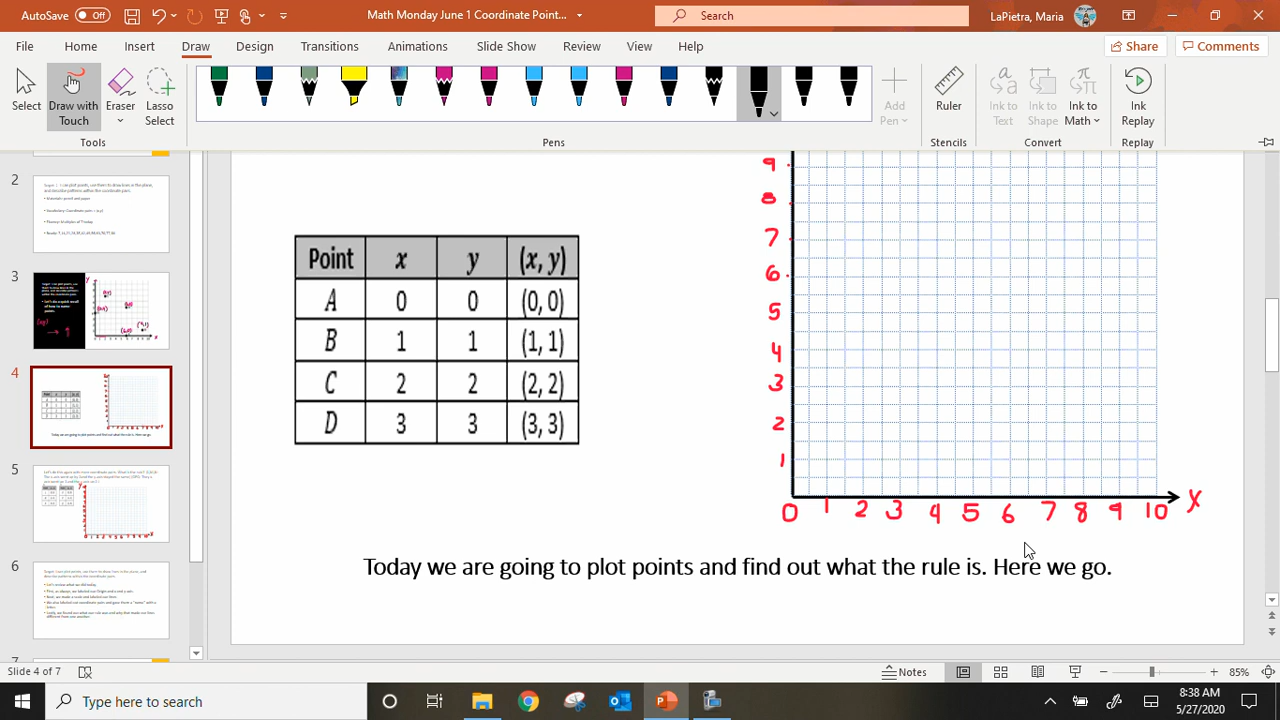 AutoSave Off
Math Monday June 1 Coordinate Point...
Search
LaPietra, Maria
File Home Insert Draw Design Transitions Animations Slide Show Review View Help
Share Comments
Select
Draw with Touch
Eraser
Lasso Select
Add Pen
Ruler
Ink to Text
Ink to Shape
Ink to Math
Ink Replay
Tools
Pens
Stencils
Convert
Replay
2
3
4
5
6
7
Point x y (x, y)
A 0 0 (0, 0)
B 1 1 (1, 1)
C 2 2 (2, 2)
D 3 3 (3, 3)
9
8
7
6
5
4
3
2
1
0 1 2 3 4 5 6 7 8 9 10 X
Today we are going to plot points and find out what the rule is. Here we go.
Slide 4 of 7
Notes
85%
Type here to search
8:38 AM
5/27/2020